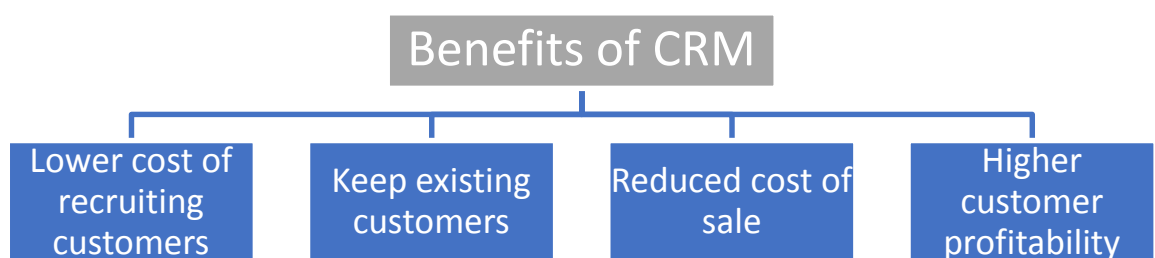 Benefits of CRM
Lower cost of
recruiting
customers
Keep existing
customers
Reduced cost of
sale
Higher
customer
profitability